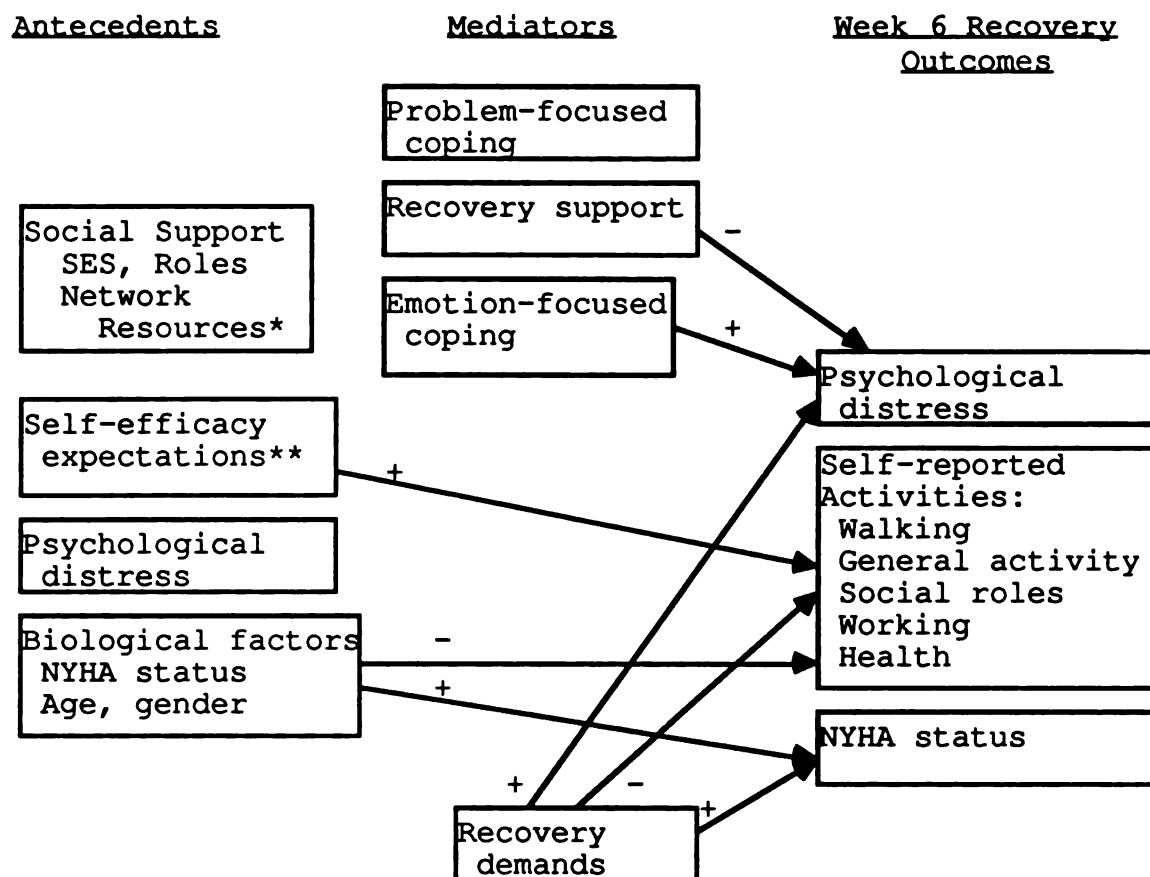 Antecedents
Mediators
Week 6 Recovery
Outcomes
Problem-focused
coping
Recovery support
Emotion-focused
coping
Social Support
SES, Roles
Network
Resources*
Self-efficacy
expectations**
Psychological
distress
Biological factors
NYHA status
Age, gender
Recovery
demands
Psychological
distress
Self-reported
Activities:
Walking
General activity
Social roles
Working
Health
NYHA status
-
+
+
-
+
+
-
+